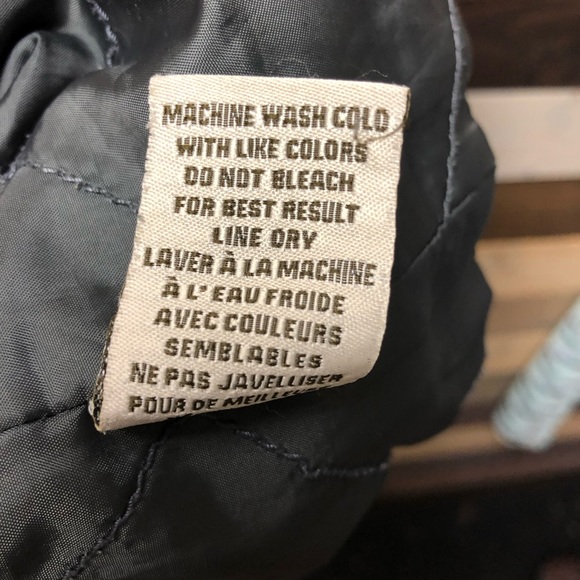 MACHINE WASH COLD
WITH LIKE COLORS
DO NOT BLEACH
FOR BEST RESULT
LINE DRY
LAVER À LA MACHINE
À L'EAU FROIDE
AVEC COULEURS
SEMBLABLES
NE PAS JAVELLISER
POUR DE